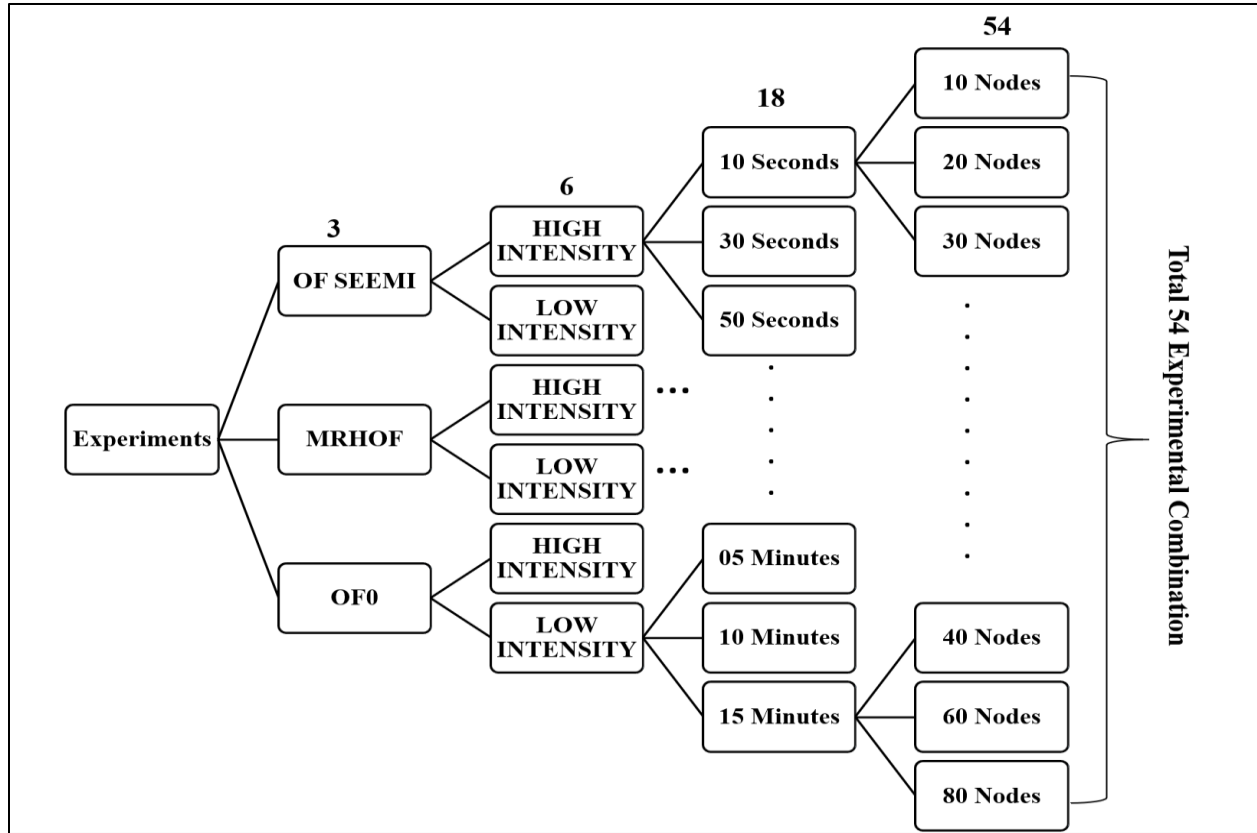 54
10 Nodes
18
10 Seconds
20 Nodes
6
HIGH
INTENSITY
30 Seconds
30 Nodes
3
OF SEEMI
LOW
INTENSITY
50 Seconds
Experiments
MRHOF
HIGH
INTENSITY
...
LOW
INTENSITY
...
OF0
HIGH
INTENSITY
05 Minutes
LOW
INTENSITY
10 Minutes
40 Nodes
15 Minutes
60 Nodes
80 Nodes
Total 54 Experimental Combination